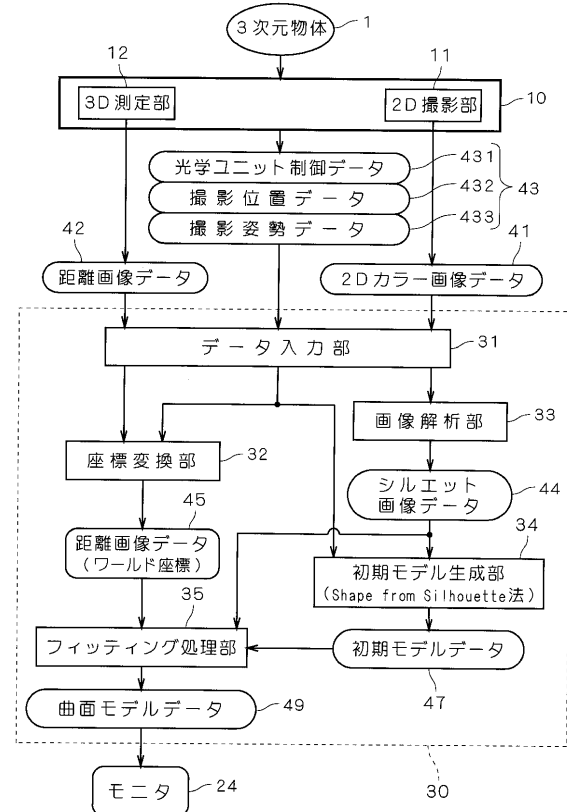 3次元物体
1
12
11
3D測定部
2D撮影部
10
光学ユニット制御データ
431
撮影位置データ
432
43
撮影姿勢データ
433
42
41
距離画像データ
2Dカラー画像データ
データ入力部
31
画像解析部
33
座標変換部
32
シルエット
画像データ
44
45
34
距離画像データ
(ワールド座標)
初期モデル生成部
(Shape from Silhouette法)
35
フィッティング処理部
初期モデルデータ
47
曲面モデルデータ
49
30
モニタ
24